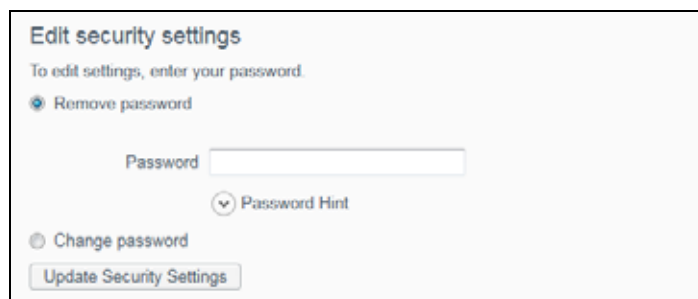 Edit security settings
To edit settings, enter your password.
Remove password
Password
Password Hint
Change password
Update Security Settings